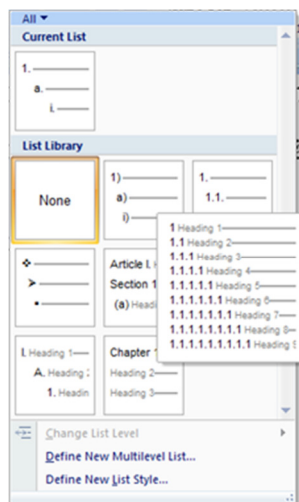 All
Current List
1.
a.
i.
List Library
None
1)
a)
i)
1.
1.1.
1 Heading 1
1.1 Heading 2
1.1.1 Heading 3
1.1.1.1 Heading 4
1.1.1.1.1 Heading 5
1.1.1.1.1.1 Heading 6
1.1.1.1.1.1.1 Heading 7
1.1.1.1.1.1.1.1 Heading 8
1.1.1.1.1.1.1.1.1 Heading 9
Article I.
Section 1
(a) Headi
I. Heading 1
A. Heading
1. Headin
Chapter
Heading 2
Heading 3
Change List Level
Define New Multilevel List...
Define New List Style...